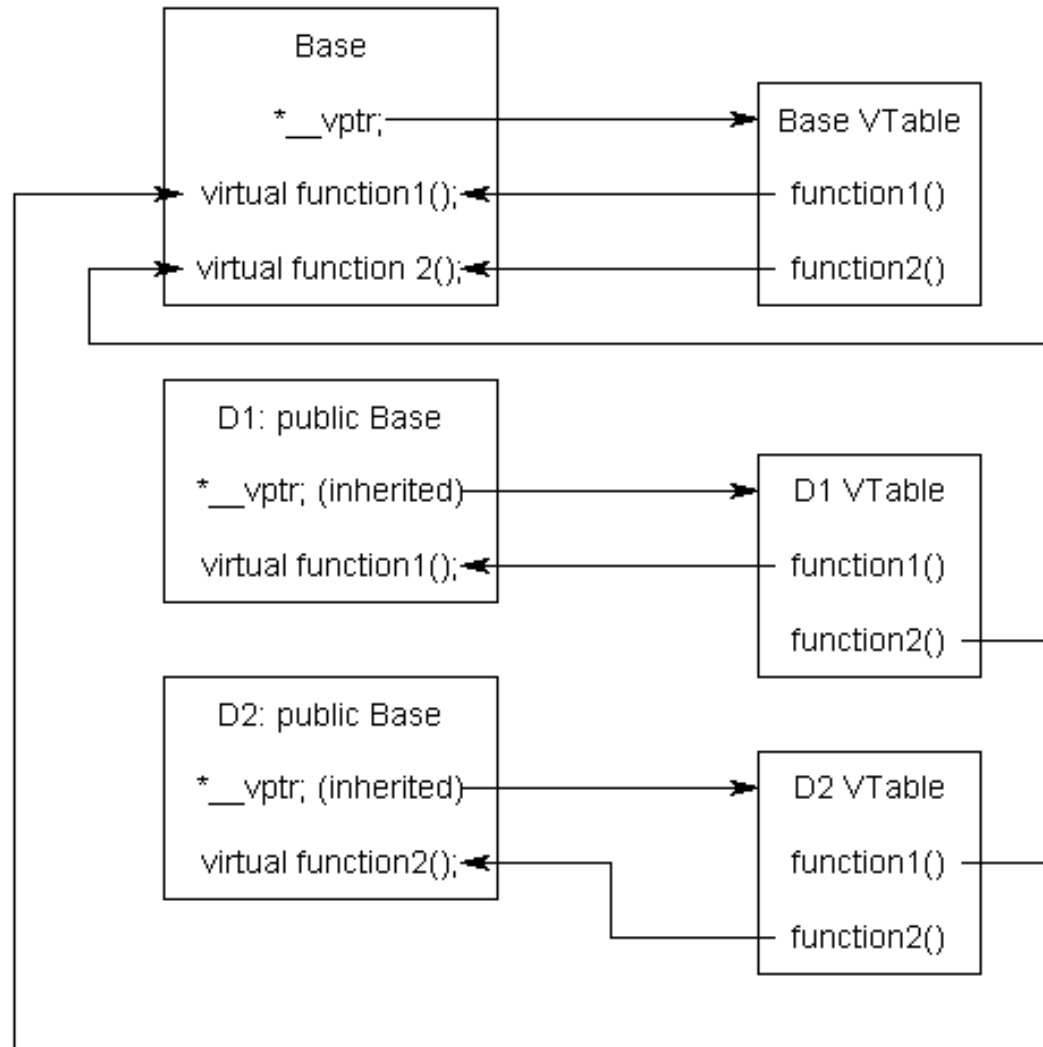 Base
*__vptr;
virtual function1();
virtual function 2();
Base VTable
function1()
function2()
D1: public Base
*__vptr; (inherited)
virtual function1();
D1 VTable
function1()
function2()
D2: public Base
*__vptr; (inherited)
virtual function2();
D2 VTable
function1()
function2()